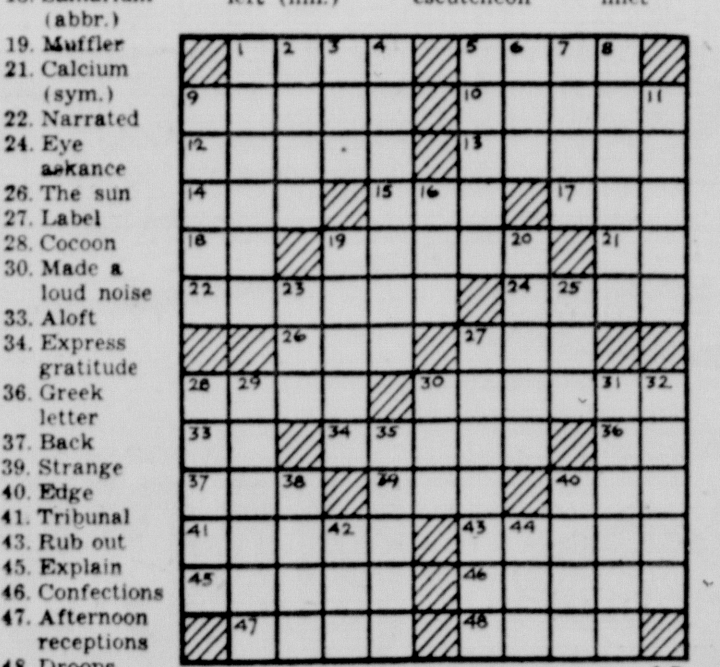 left
escutcheon
inlet
(abbr.)
19. Muffler
21. Calcium
(sym.)
22. Narrated
24. Eye
askance
26. The sun
27. Label
28. Cocoon
30. Made a
loud noise
33. Aloft
34. Express
gratitude
36. Greek
letter
37. Back
39. Strange
40. Edge
41. Tribunal
43. Rub out
45. Explain
46. Confections
47. Afternoon
receptions
48. Droops
1 2 3 4 5 6 7 8
9 10 11
12 13
14 15 16 17
18 19 20 21
22 23 24 25
26 27
28 29 30 31 32
33 34 35 36
37 38 39 40
41 42 43 44
45 46
47 48